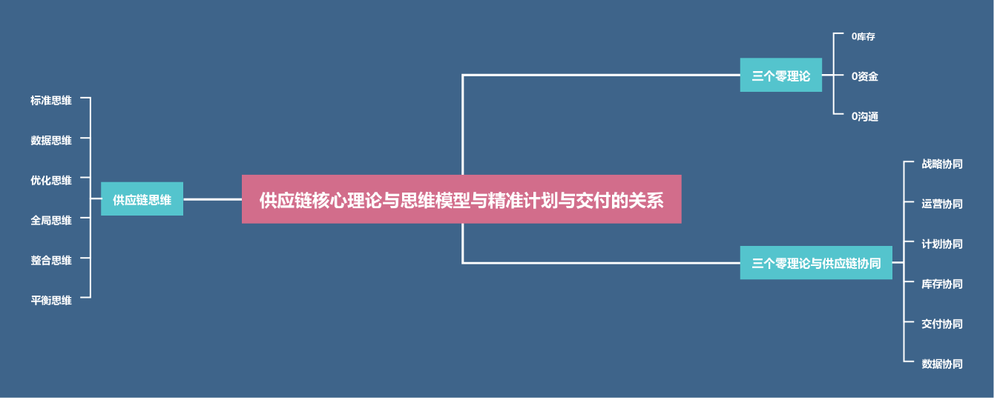 供应链核心理论与思维模型与精准计划与交付的关系
三个零理论
0库存
0资金
0沟通
三个零理论与供应链协同
战略协同
运营协同
计划协同
库存协同
交付协同
数据协同
供应链思维
标准思维
数据思维
优化思维
全局思维
整合思维
平衡思维